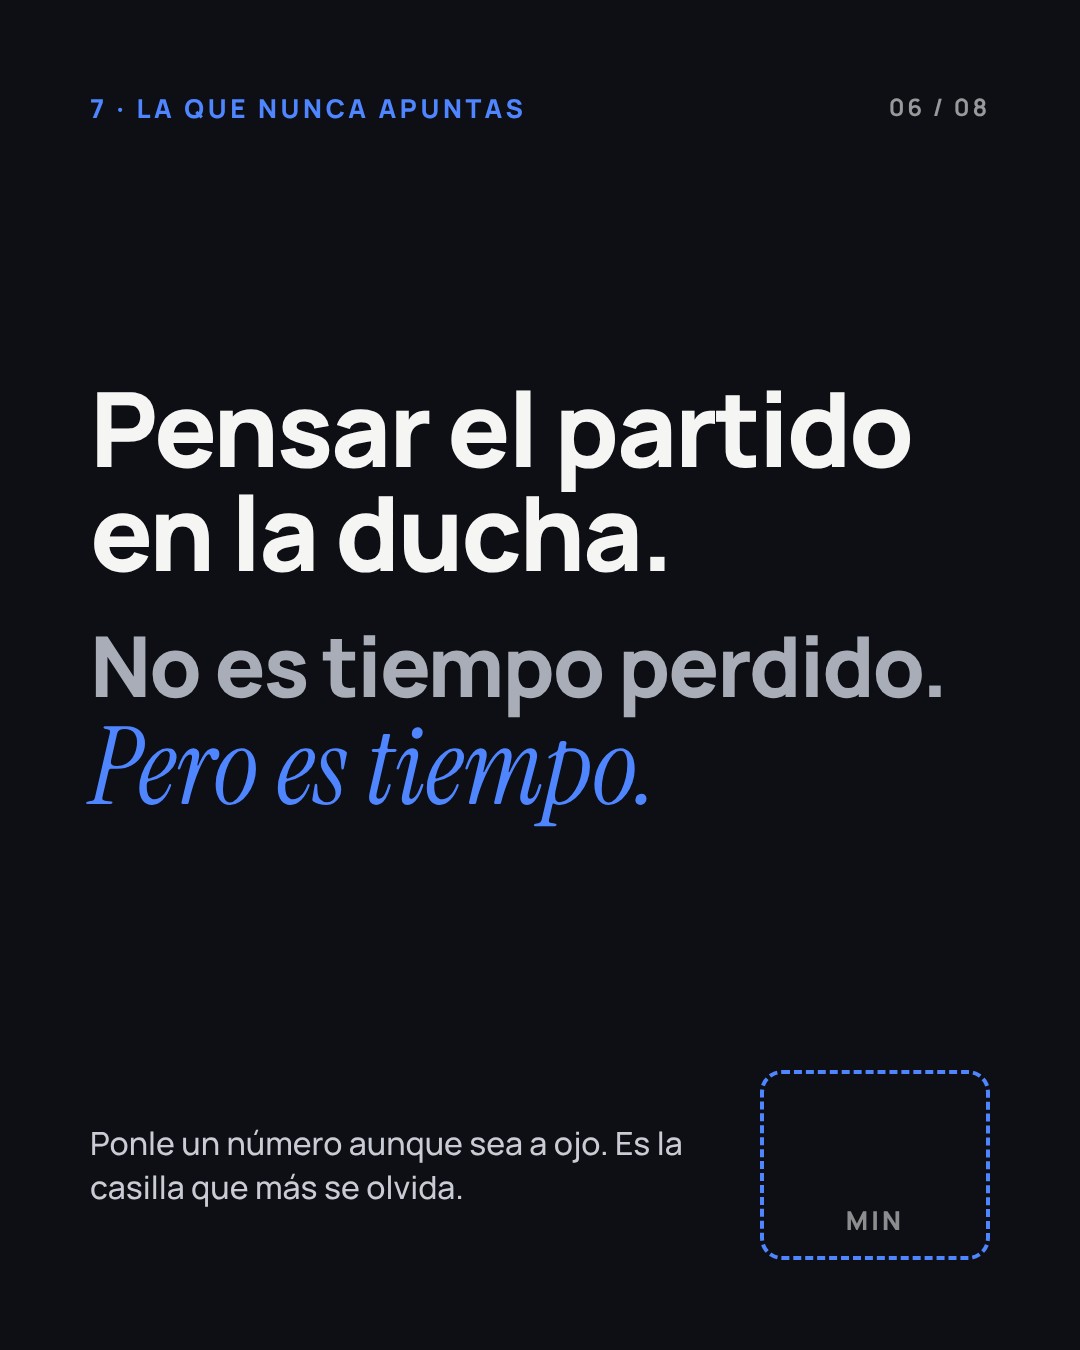 7 · LA QUE NUNCA APUNTAS
06 / 08
Pensar el partido
en la ducha.
No es tiempo perdido.
Pero es tiempo.
Ponle un número aunque sea a ojo. Es la
casilla que más se olvida.
MIN